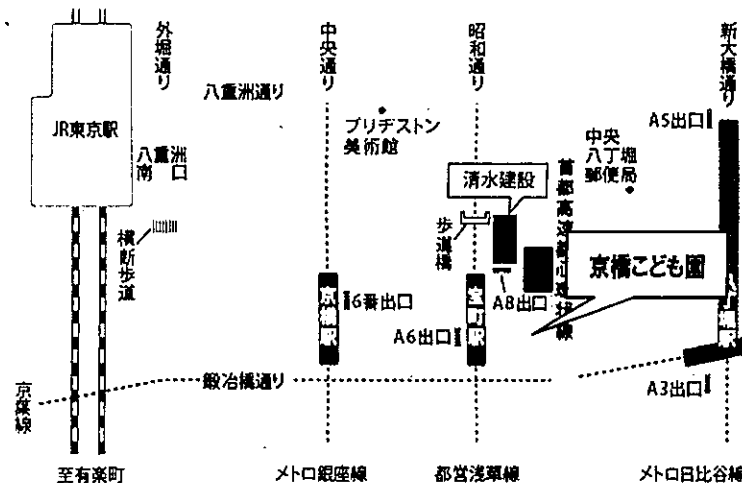 外堀通り
中央通り
昭和通り
新大橋通り
八重洲通り
JR東京駅
八重洲
南口
ブリヂストン
美術館
A5出口
中央
八丁堀
郵便局
清水建設
首都高速都心環状線
横断歩道
歩道橋
京橋こども園
京橋駅
6番出口
宝町駅
A8出口
A6出口
鍛冶橋通り
A3出口
京葉線
至有楽町
メトロ銀座線
都営浅草線
メトロ日比谷線